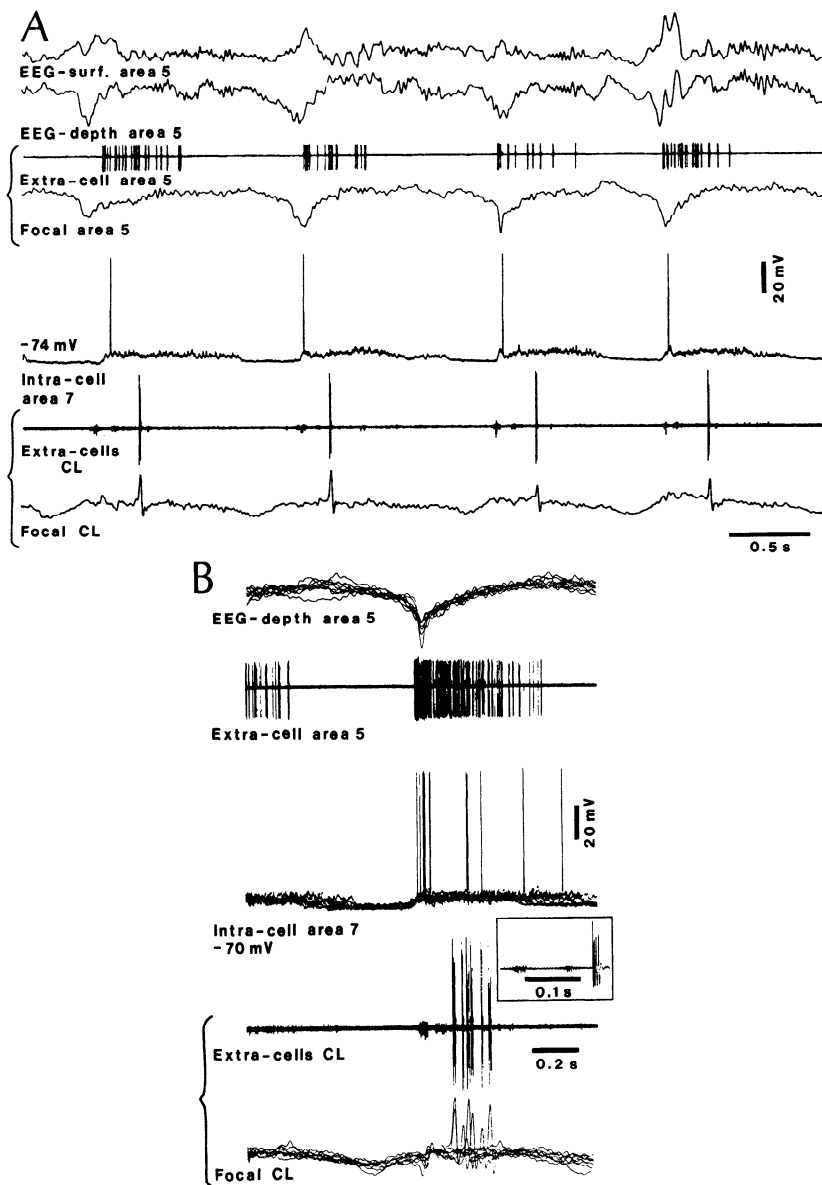 A
EEG-surf. area 5
EEG-depth area 5
Extra-cell area 5
Focal area 5
20 mV
-74 mV
Intra-cell
area 7
Extra-cells
CL
Focal CL
0.5 s
B
EEG-depth area 5
Extra-cell area 5
20 mV
Intra-cell area 7
-70 mV
0.1 s
Extra-cells CL
0.2 s
Focal CL